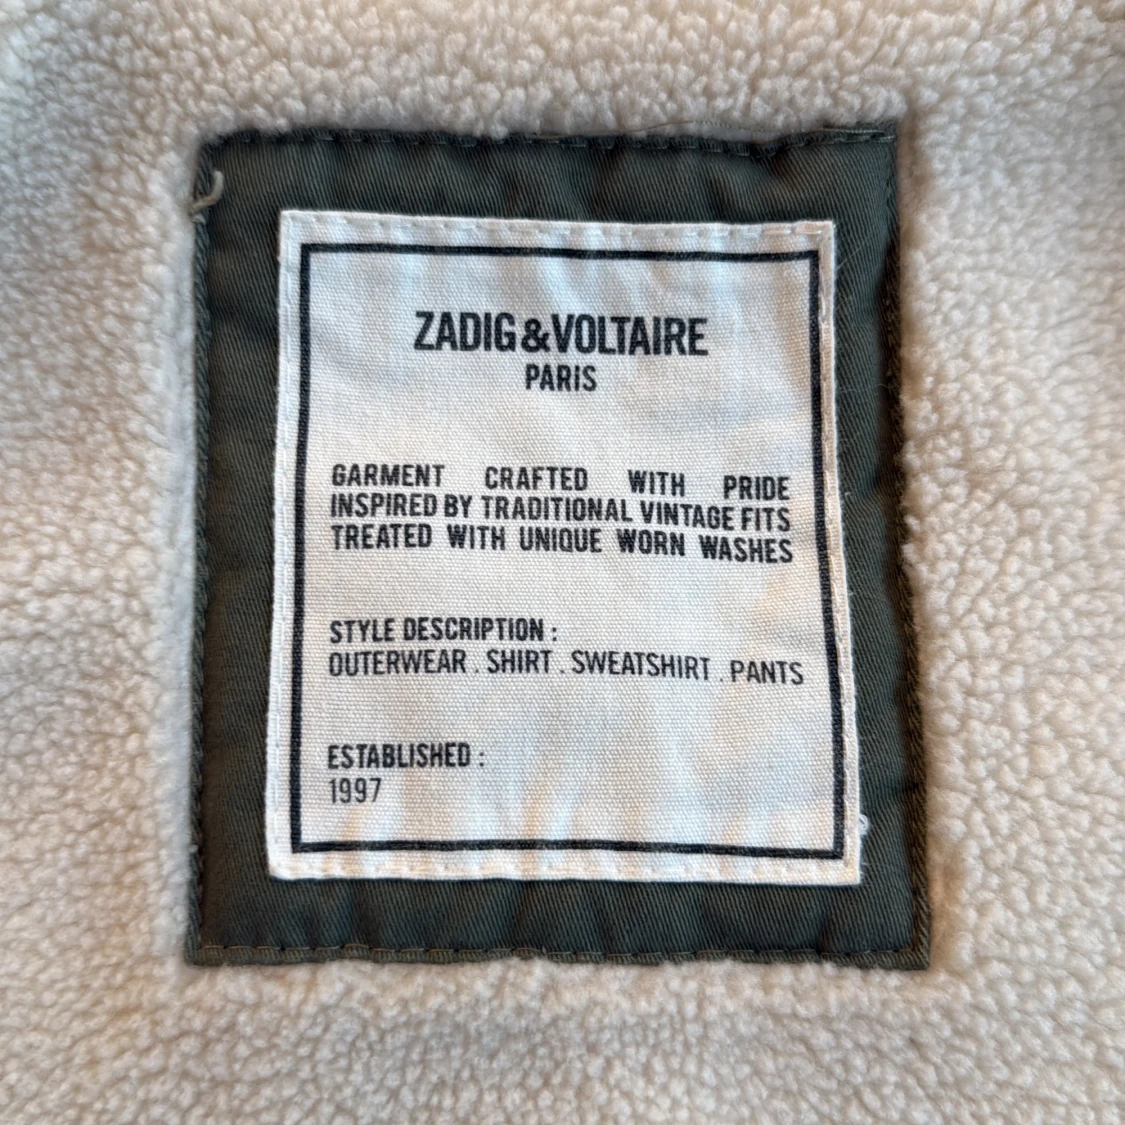 ZADIG&VOLTAIRE
PARIS
GARMENT CRAFTED WITH PRIDE
INSPIRED BY TRADITIONAL VINTAGE FITS
TREATED WITH UNIQUE WORN WASHES
STYLE DESCRIPTION :
OUTERWEAR . SHIRT . SWEATSHIRT . PANTS
ESTABLISHED :
1997